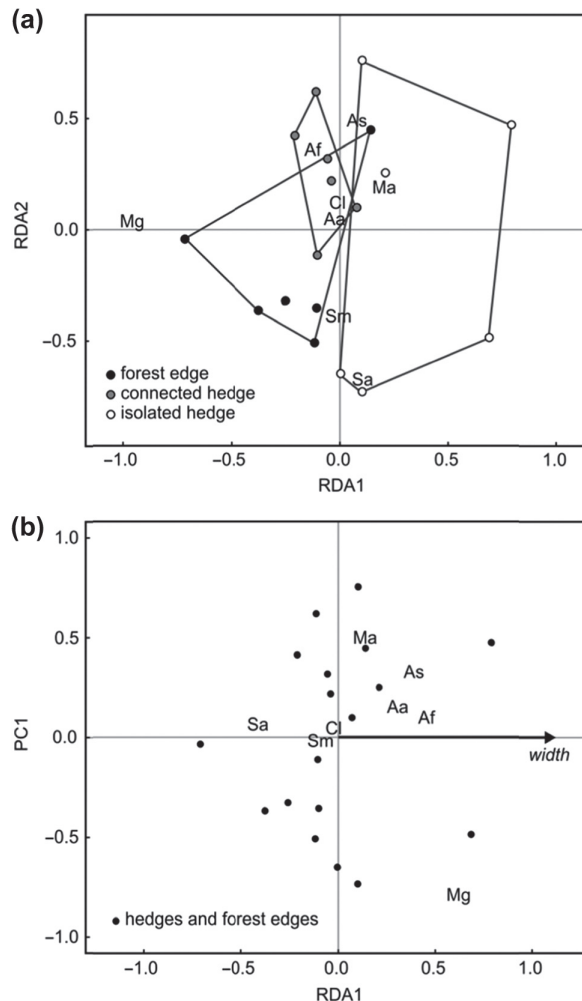 (a)
0.5
0.0
−0.5
RDA2
As
Af
Ma
Cl
Aa
Mg
Sm
Sa
forest edge
connected hedge
isolated hedge
−1.0 −0.5 0.0 0.5 1.0
RDA1
(b)
1.0
0.5
0.0
−0.5
−1.0
PC1
Ma
As
Aa
Af
Sa
Cl
Sm
width
Mg
hedges and forest edges
−1.0 −0.5 0.0 0.5 1.0
RDA1